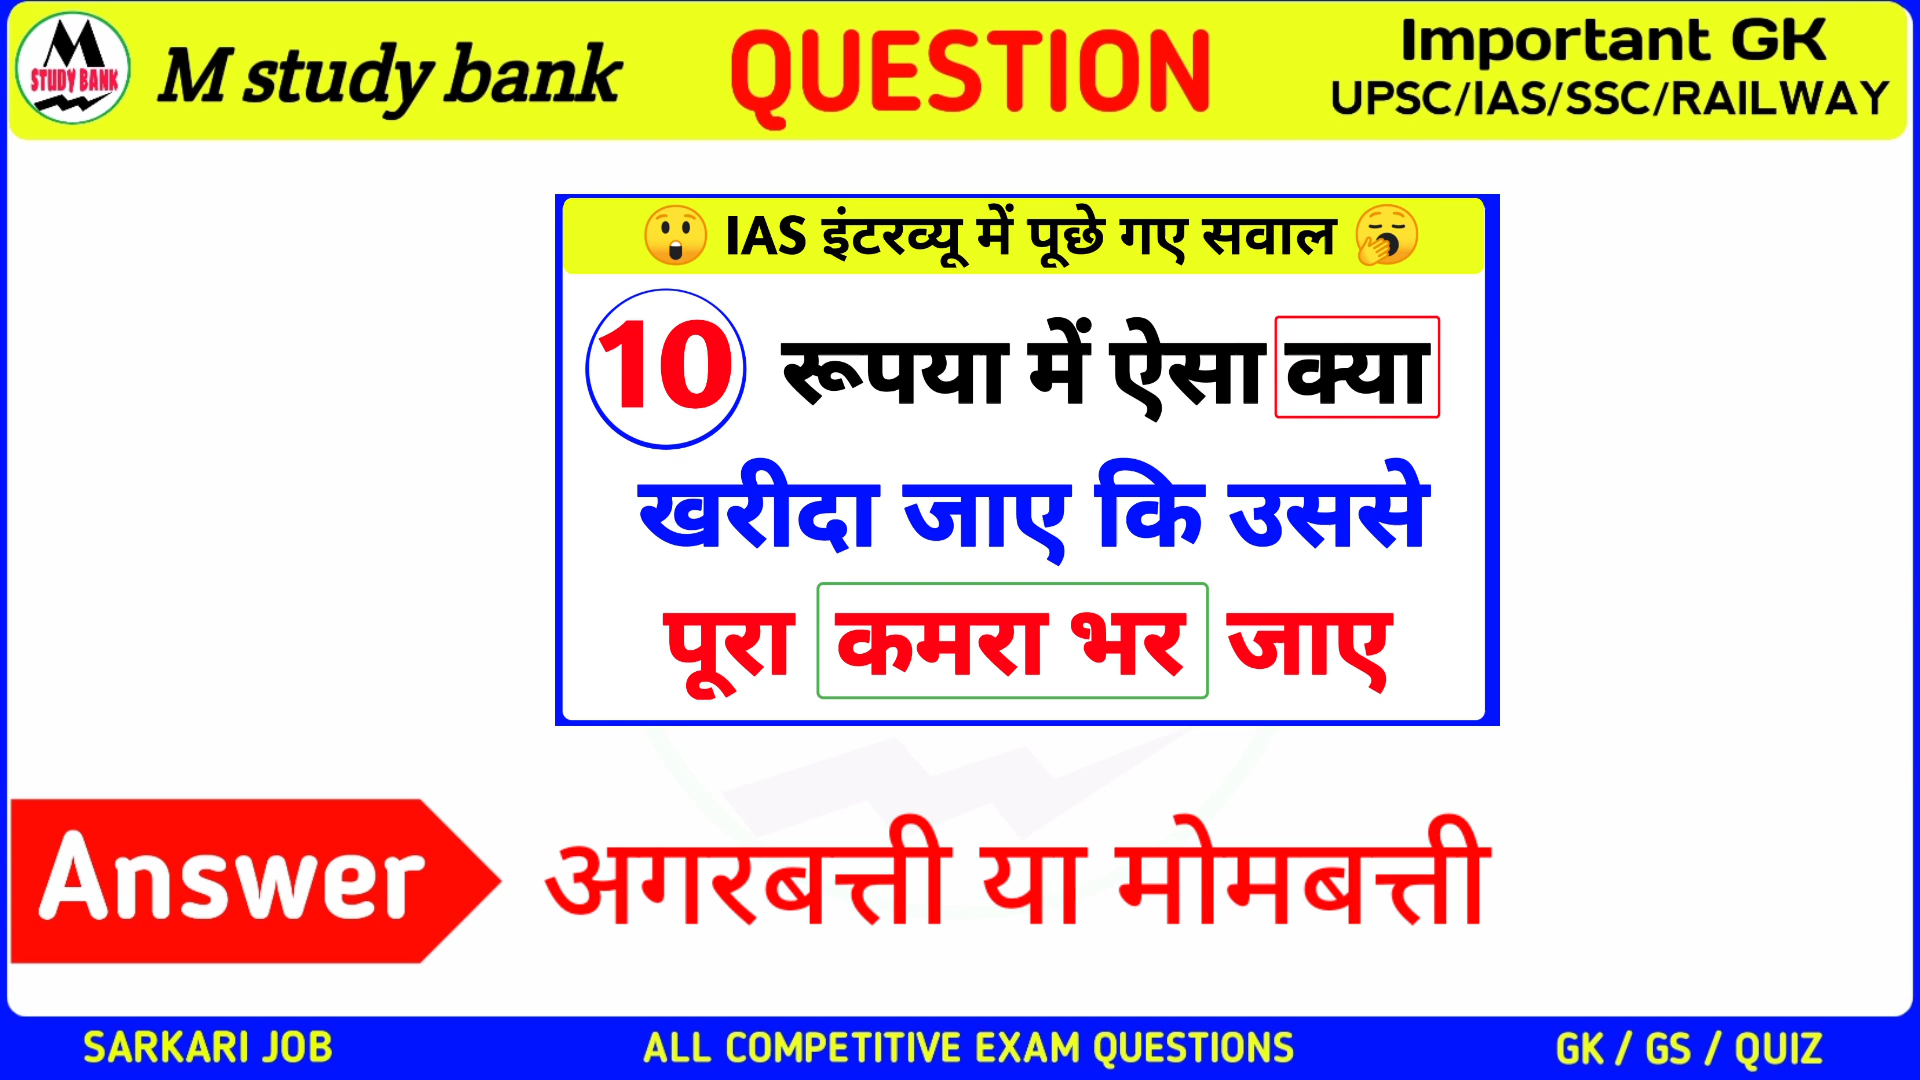 M
STUDY BANK
M study bank
QUESTION
Important GK
UPSC/IAS/SSC/RAILWAY
😲 IAS इंटरव्यू में पूछे गए सवाल 🥱
10 रूपया में ऐसा क्या
खरीदा जाए कि उससे
पूरा कमरा भर जाए
Answer
अगरबत्ती या मोमबत्ती
SARKARI JOB
ALL COMPETITIVE EXAM QUESTIONS
GK / GS / QUIZ